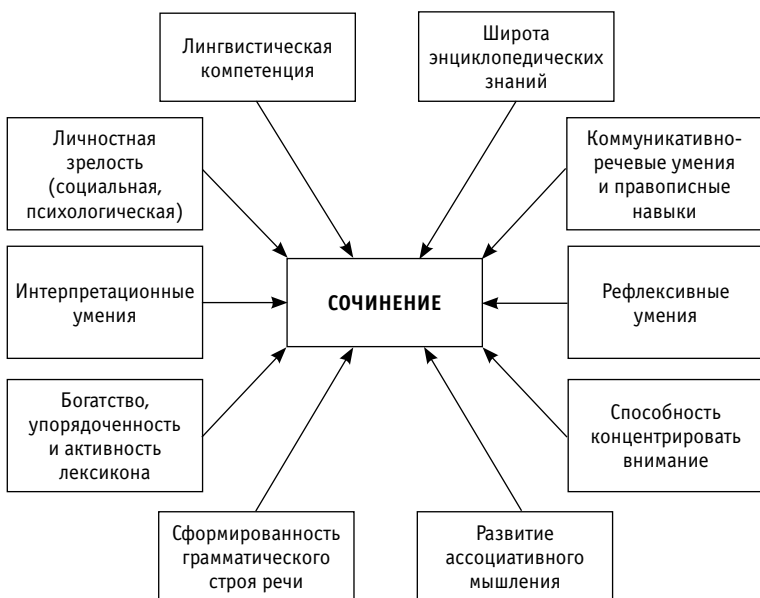 Лингвистическая
компетенция
Широта
энциклопедических
знаний
Личностная
зрелость
(социальная,
психологическая)
Коммуникативно-
речевые умения
и правописные
навыки
Интерпретационные
умения
СОЧИНЕНИЕ
Рефлексивные
умения
Богатство,
упорядоченность
и активность
лексикона
Способность
концентрировать
внимание
Сформированность
грамматического
строя речи
Развитие
ассоциативного
мышления